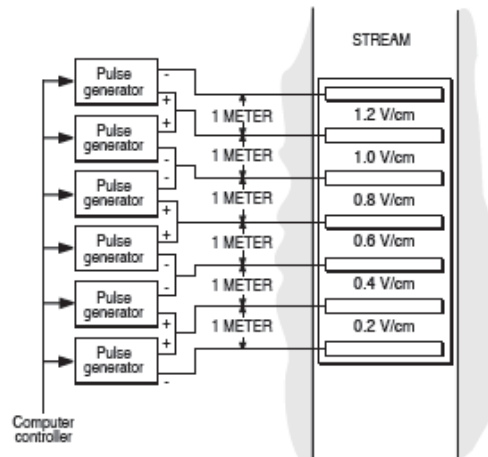 STREAM
Pulse
generator
-
+
+
Pulse
generator
-
-
Pulse
generator
+
+
Pulse
generator
-
-
Pulse
generator
+
+
Pulse
generator
-
1 METER
1 METER
1 METER
1 METER
1 METER
1 METER
1.2 V/cm
1.0 V/cm
0.8 V/cm
0.6 V/cm
0.4 V/cm
0.2 V/cm
Computer
controller